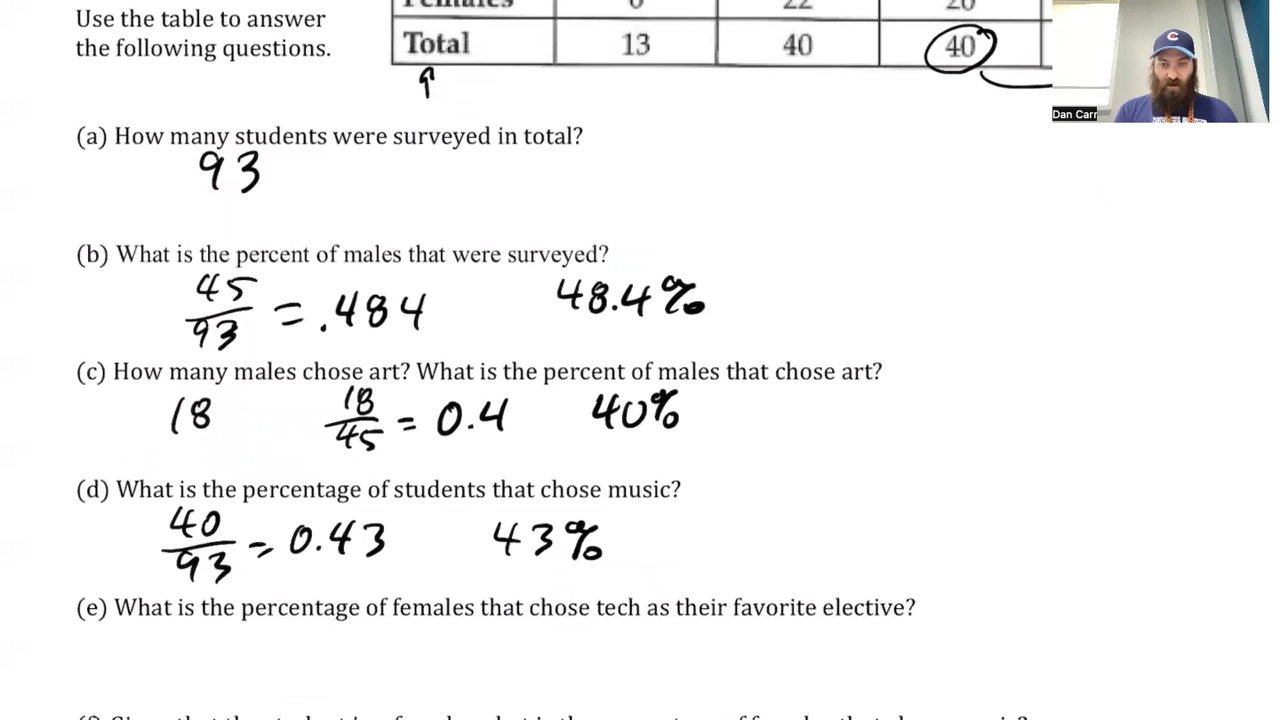 Use the table to answer
the following questions.
Females 6 22 20
Total 13 40 40
Dan Carr
(a) How many students were surveyed in total?
93
(b) What is the percent of males that were surveyed?
45/93 = .484 48.4%
(c) How many males chose art? What is the percent of males that chose art?
18 18/45 = 0.4 40%
(d) What is the percentage of students that chose music?
40/93 = 0.43 43%
(e) What is the percentage of females that chose tech as their favorite elective?